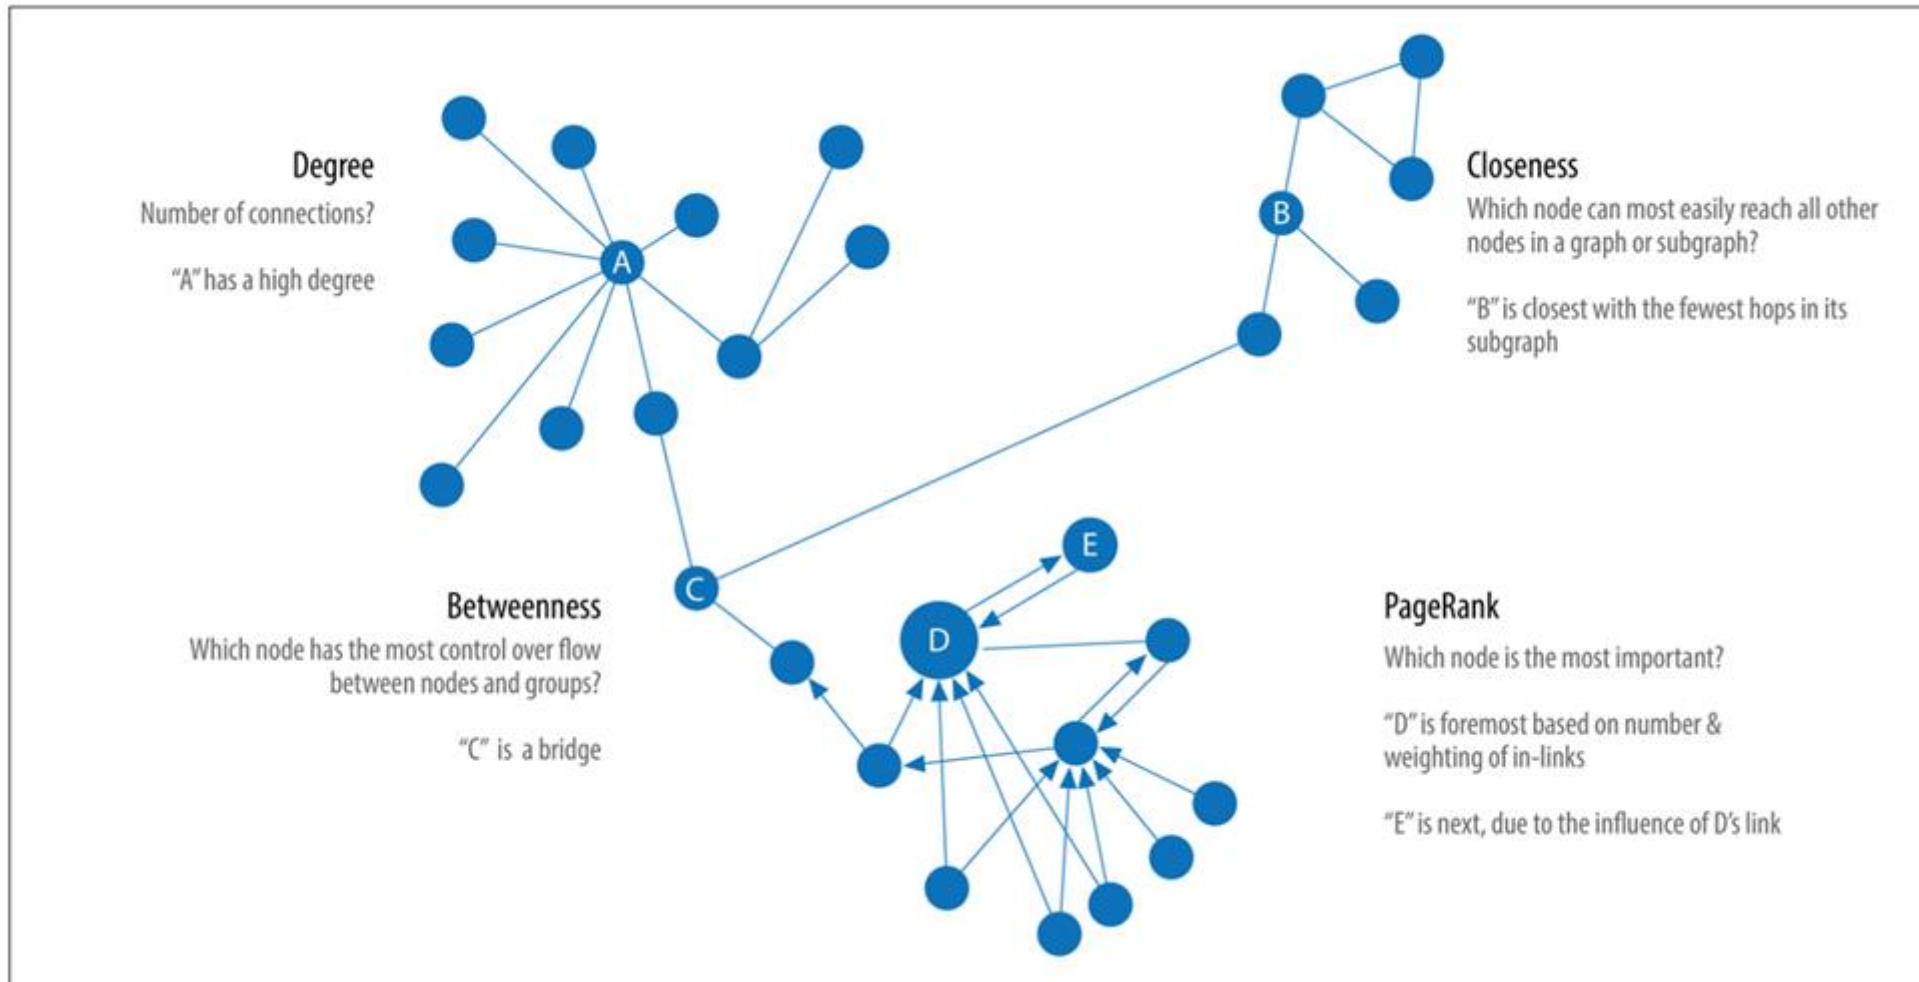 Degree
Number of connections?
“A” has a high degree
A
B
Closeness
Which node can most easily reach all other
nodes in a graph or subgraph?
“B” is closest with the fewest hops in its
subgraph
C
Betweenness
Which node has the most control over flow
between nodes and groups?
“C” is a bridge
E
D
PageRank
Which node is the most important?
“D” is foremost based on number &
weighting of in-links
“E” is next, due to the influence of D’s link